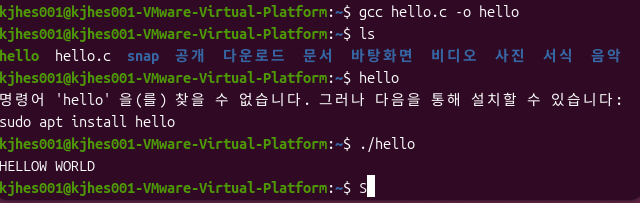 kjhes001@kjhes001-VMware-Virtual-Platform:~$ gcc hello.c -o hello
kjhes001@kjhes001-VMware-Virtual-Platform:~$ ls
hello  hello.c  snap  공개  다운로드  문서  바탕화면  비디오  사진  서식  음악
kjhes001@kjhes001-VMware-Virtual-Platform:~$ hello
명령어 'hello' 을(를) 찾을 수 없습니다. 그러나 다음을 통해 설치할 수 있습니다:
sudo apt install hello
kjhes001@kjhes001-VMware-Virtual-Platform:~$ ./hello
HELLOW WORLD
kjhes001@kjhes001-VMware-Virtual-Platform:~$ S